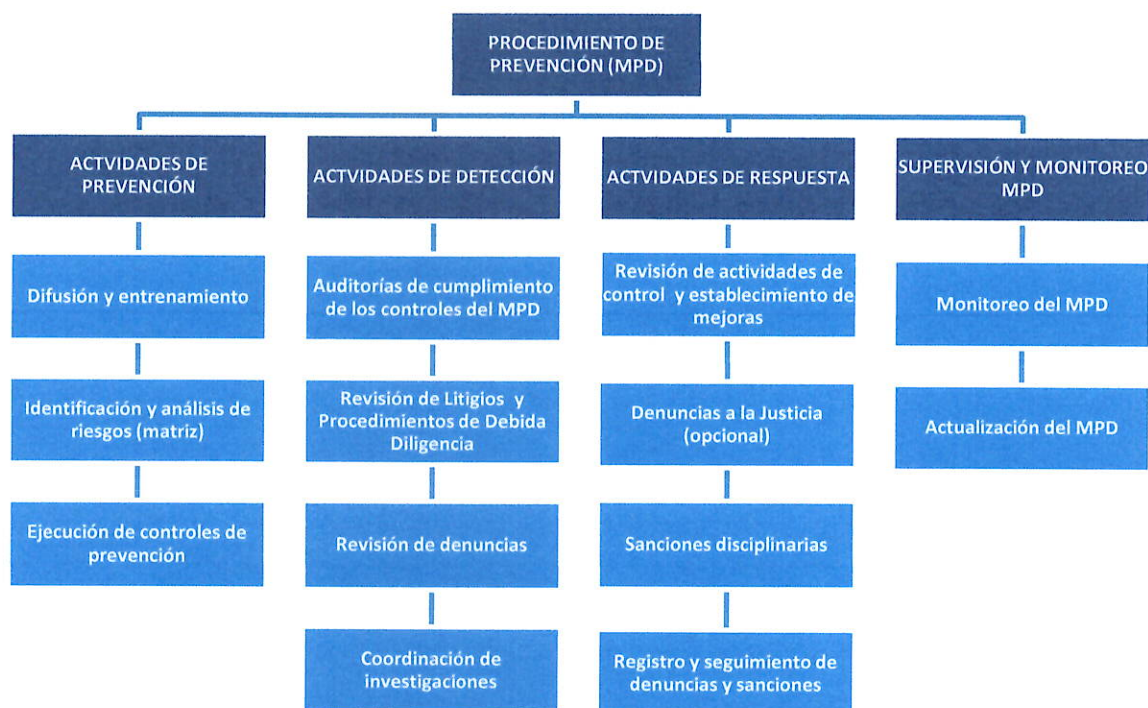 PROCEDIMIENTO DE
PREVENCIÓN (MPD)
ACTVIDADES DE
PREVENCIÓN
Difusión y entrenamiento
Identificación y análisis de
riesgos (matríz)
Ejecución de controles de
prevención
ACTVIDADES DE DETECCIÓN
Auditorías de cumplimiento
de los controles del MPD
Revisión de Litigios y
Procedimientos de Debida
Diligencia
Revisión de denuncias
Coordinación de
investigaciones
ACTVIDADES DE RESPUESTA
Revisión de actividades de
control y establecimiento de
mejoras
Denuncias a la Justicia
(opcional)
Sanciones disciplinarias
Registro y seguimiento de
denuncias y sanciones
SUPERVISIÓN Y MONITOREO
MPD
Monitoreo del MPD
Actualización del MPD